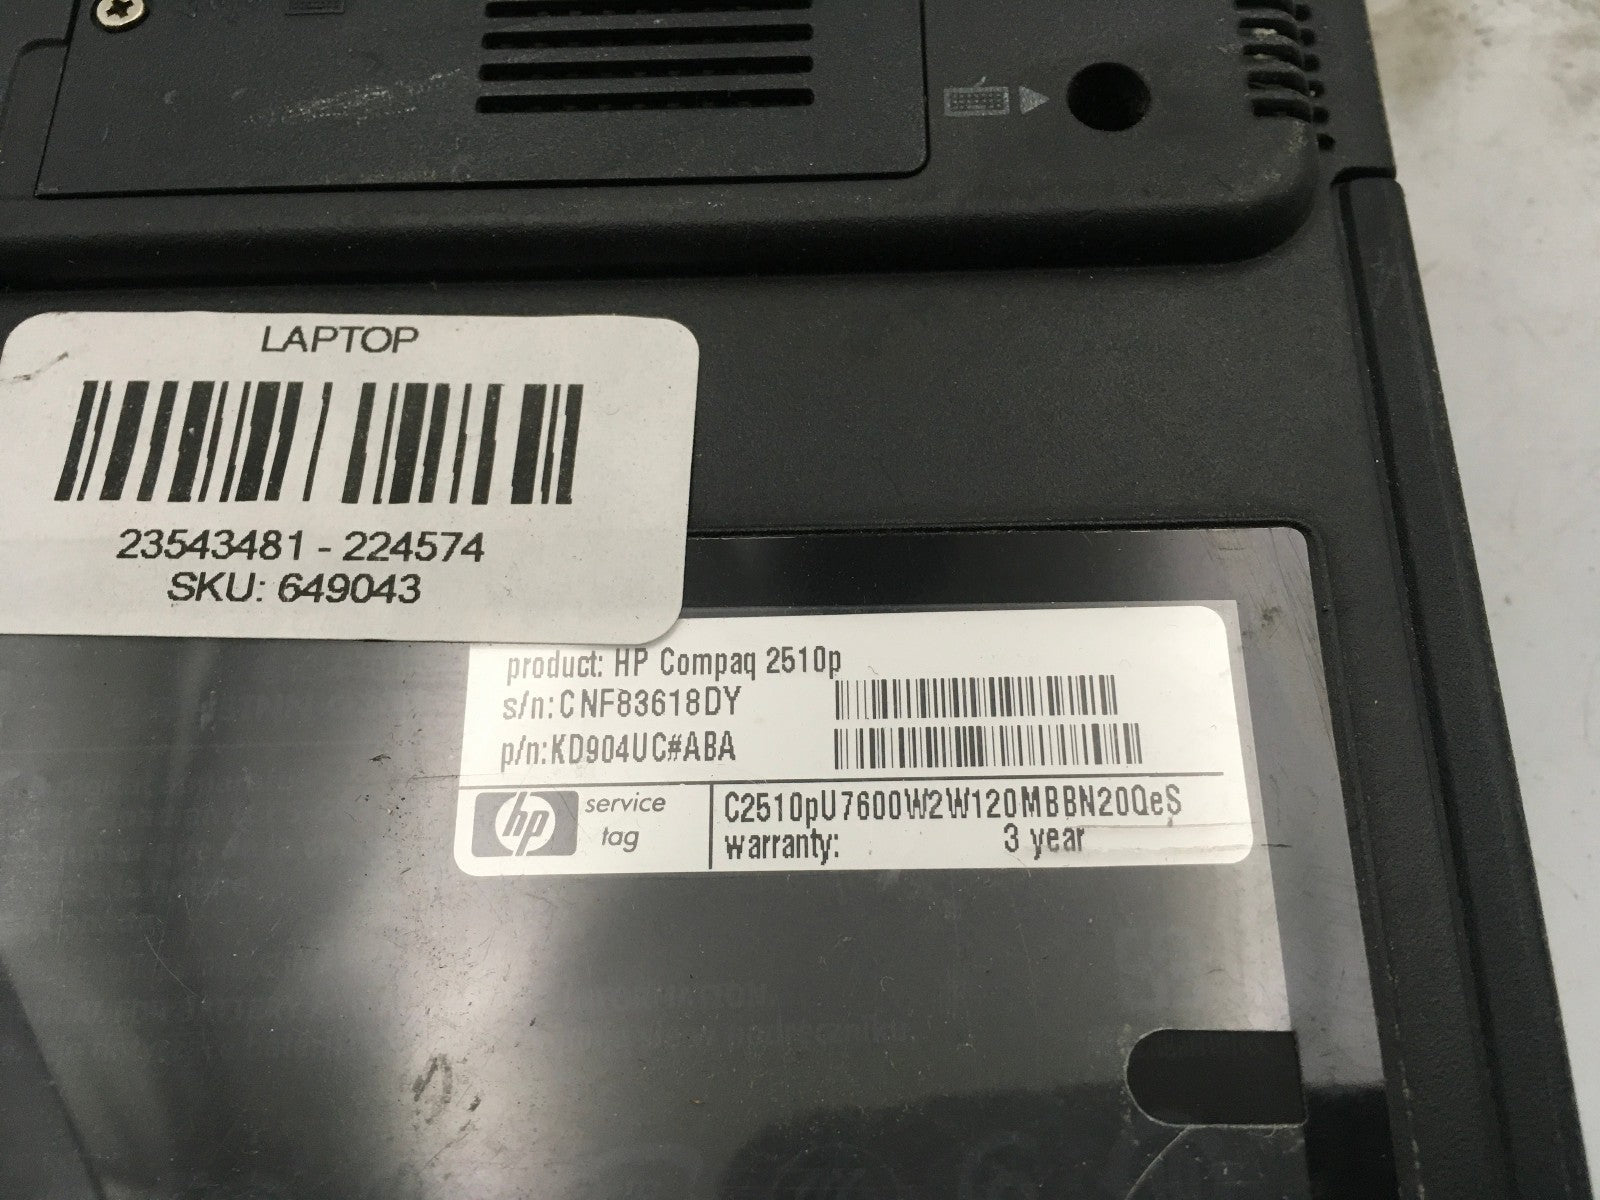 LAPTOP
23543481 - 224574
SKU: 649043
product: HP Compaq 2510p
s/n:CNF83618DY
p/n:KD904UC#ABA
hp
service
tag
C2510pU7600W2W120MBBN20QeS
warranty: 3 year